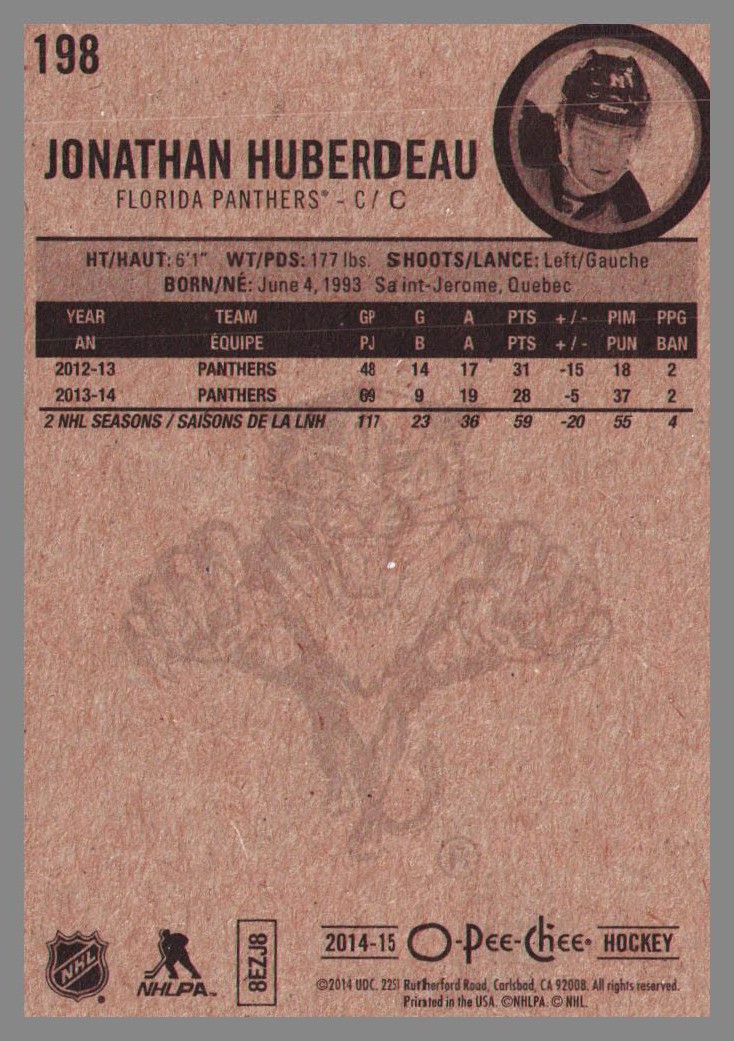 198
JONATHAN HUBERDEAU
FLORIDA PANTHERS® - C / C
HT/HAUT: 6'1" WT/PDS: 177 lbs. SHOOTS/LANCE: Left/Gauche
BORN/NÉ: June 4, 1993 Saint-Jerome, Quebec
YEAR TEAM GP G A PTS +/- PIM PPG
AN ÉQUIPE PJ B A PTS +/- PUN BAN
2012-13 PANTHERS 48 14 17 31 -15 18 2
2013-14 PANTHERS 69 9 19 28 -5 37 2
2 NHL SEASONS / SAISONS DE LA LNH 117 23 36 59 -20 55 4
NHL
NHLPA™
8EZJ8
2014-15 O-Pee-Chee® HOCKEY
©2014 UDC. 2251 Rutherford Road, Carlsbad, CA 92008. All rights reserved.
Printed in the USA. ©NHLPA. © NHL.